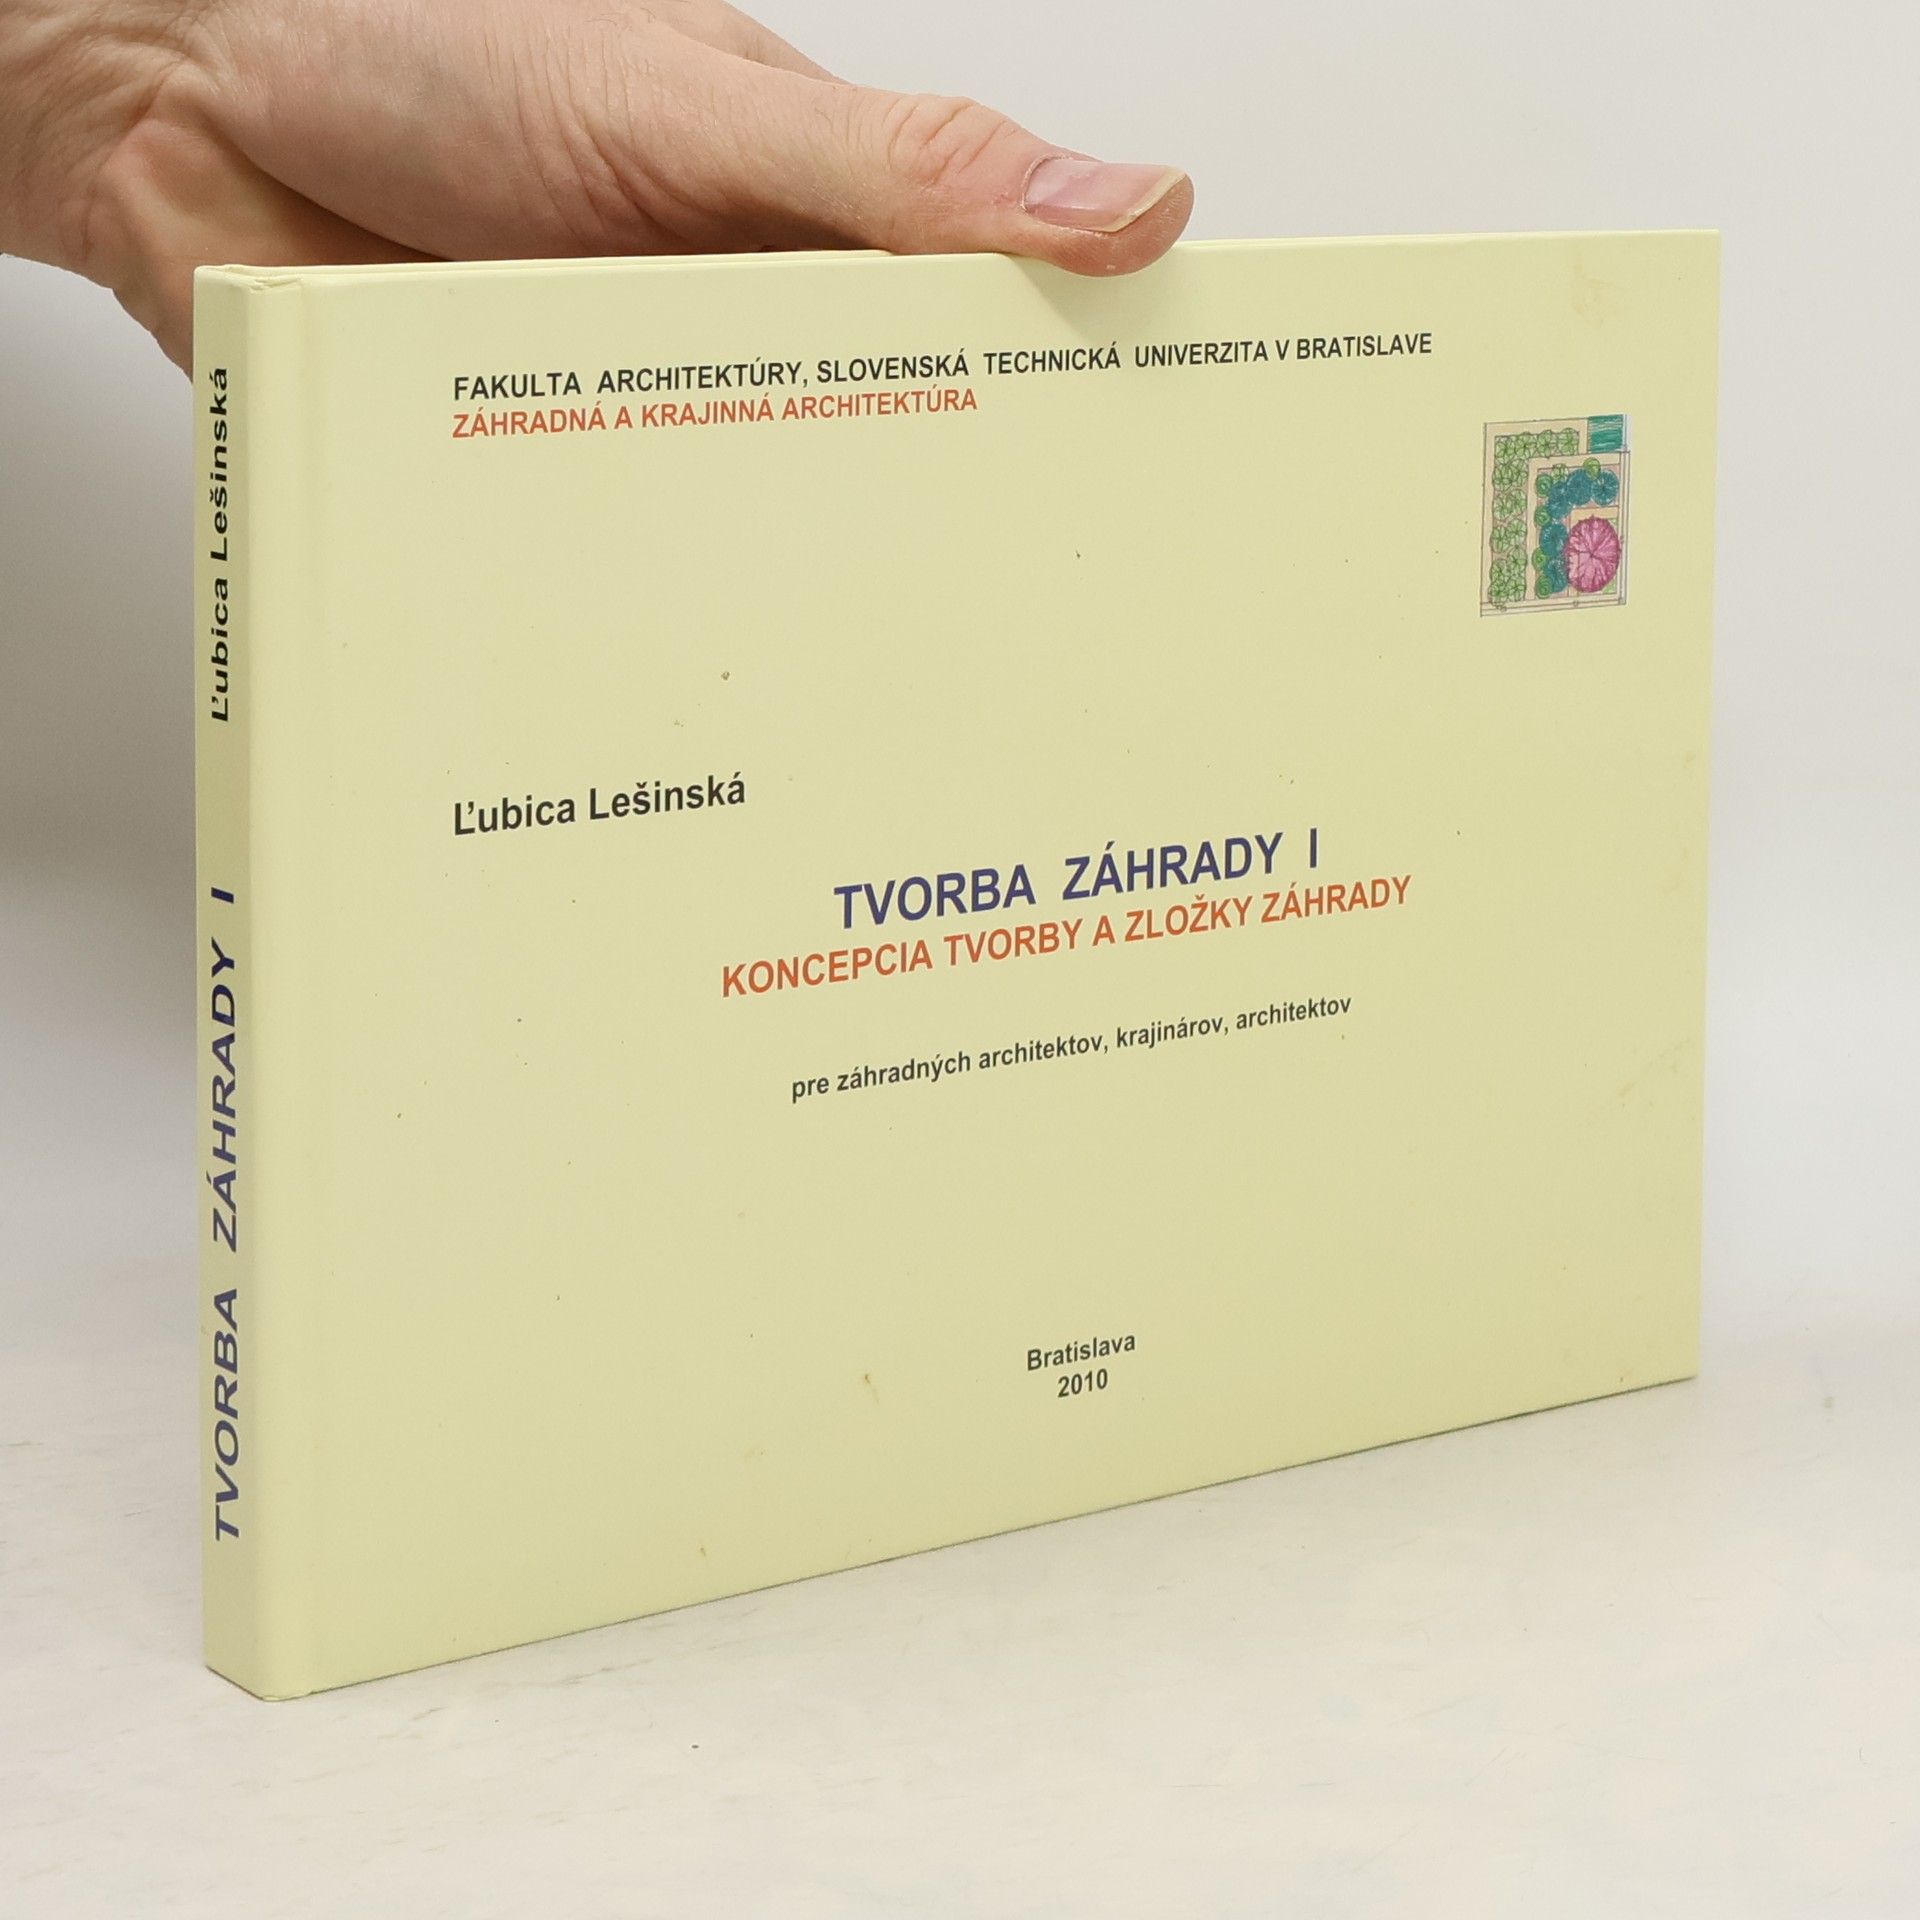 FAKULTA ARCHITEKTÚRY, SLOVENSKÁ TECHNICKÁ UNIVERZITA V BRATISLAVE
ZÁHRADNÁ A KRAJINNÁ ARCHITEKTÚRA
Ľubica Lešinská
TVORBA ZÁHRADY I
KONCEPCIA TVORBY A ZLOŽKY ZÁHRADY
pre záhradných architektov, krajinárov, architektov
Bratislava
2010
TVORBA ZÁHRADY I Ľubica Lešinská